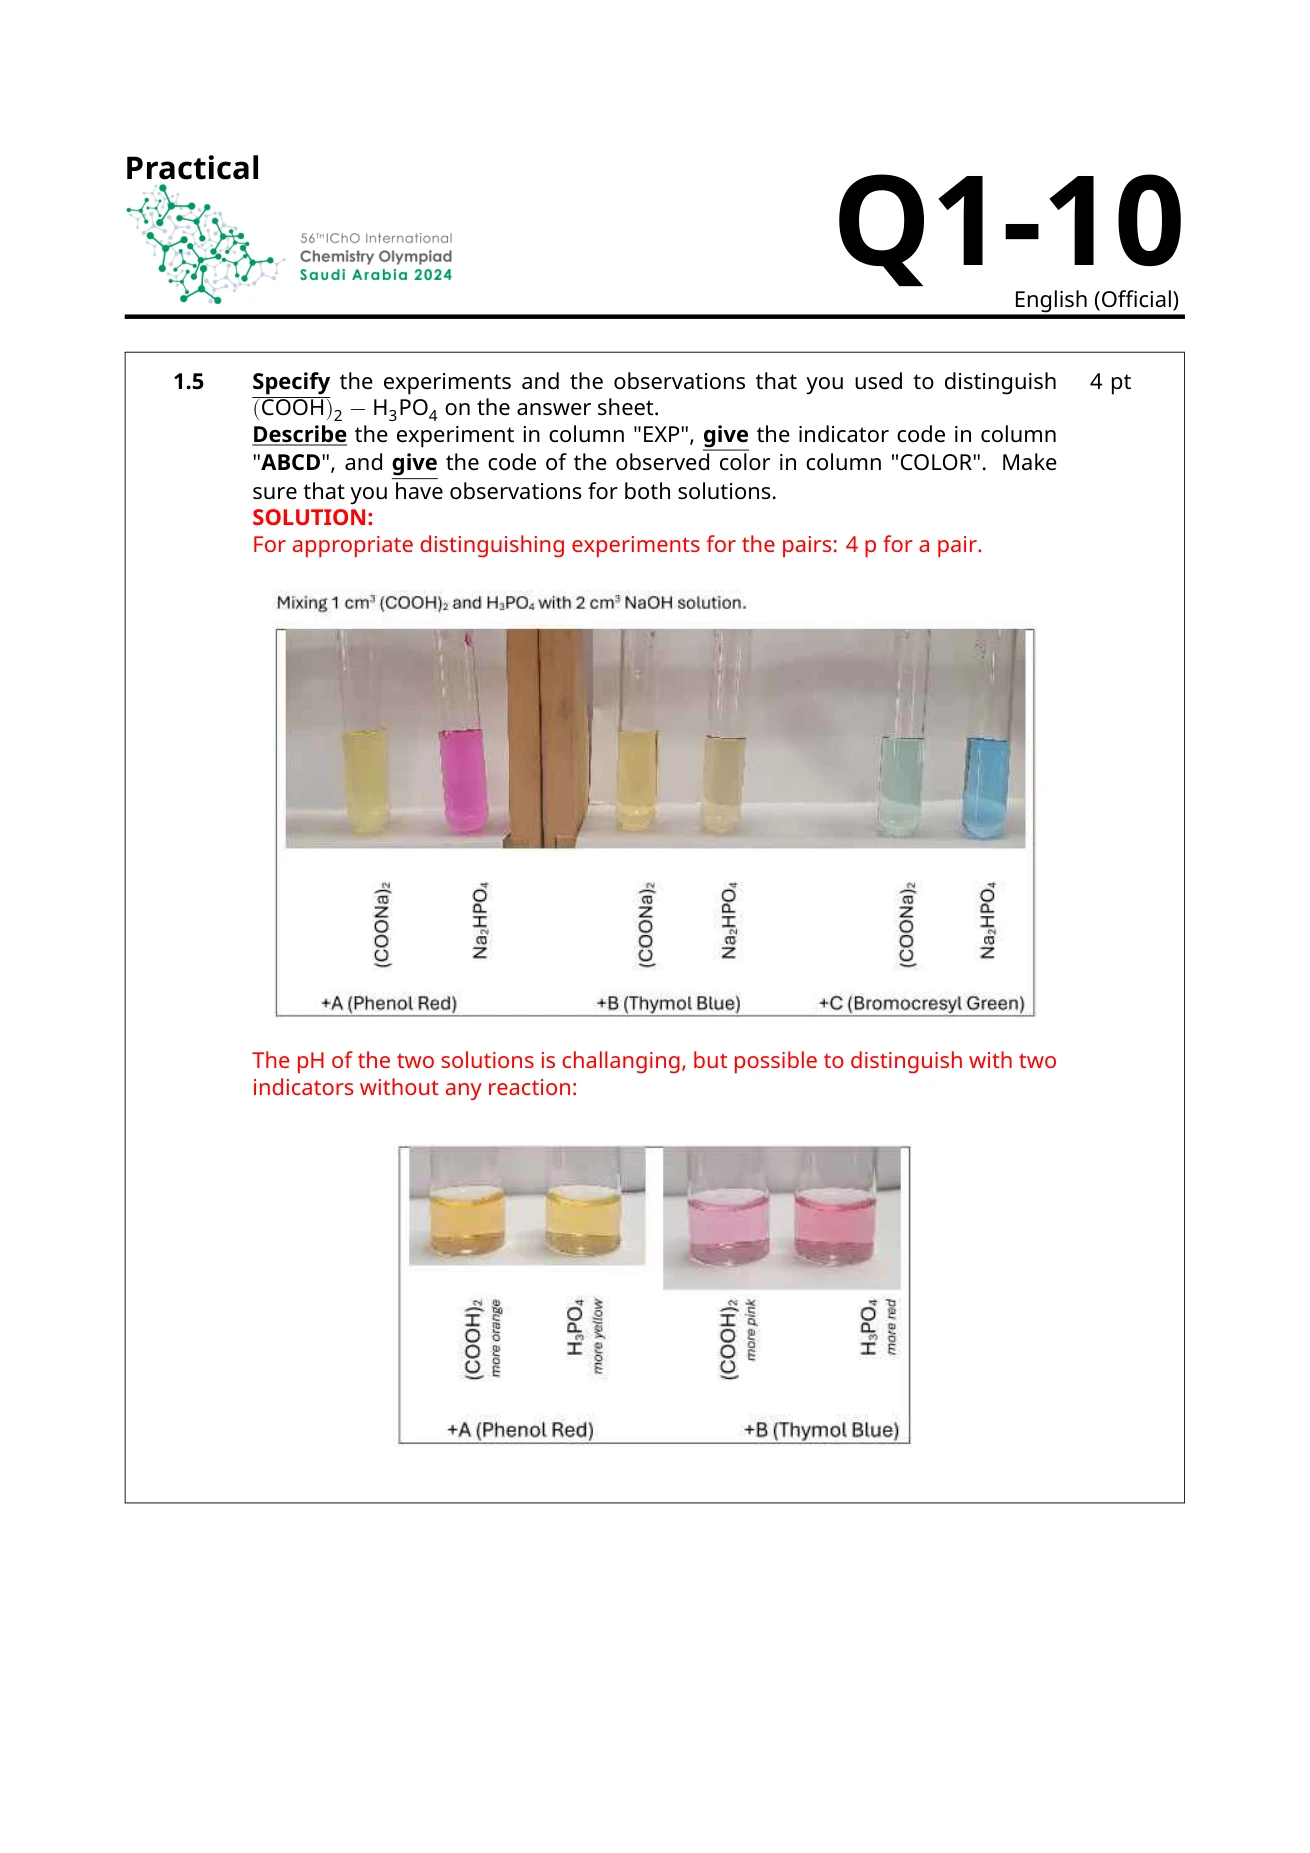 Practical
Q1-10
56ᵀᴴIChO International
Chemistry Olympiad
Saudi Arabia 2024
English (Official)
1.5 Specify the experiments and the observations that you used to distinguish 4 pt
(COOH)₂ − H₃PO₄ on the answer sheet.
Describe the experiment in column "EXP", give the indicator code in column
"ABCD", and give the code of the observed color in column "COLOR". Make
sure that you have observations for both solutions.
SOLUTION:
For appropriate distinguishing experiments for the pairs: 4 p for a pair.
Mixing 1 cm³ (COOH)₂ and H₃PO₄ with 2 cm³ NaOH solution.
(COONa)₂ Na₂HPO₄ (COONa)₂ Na₂HPO₄ (COONa)₂ Na₂HPO₄
+A (Phenol Red) +B (Thymol Blue) +C (Bromocresyl Green)
The pH of the two solutions is challanging, but possible to distinguish with two
indicators without any reaction:
(COOH)₂ more orange H₃PO₄ more yellow (COOH)₂ more pink H₃PO₄ more red
+A (Phenol Red) +B (Thymol Blue)